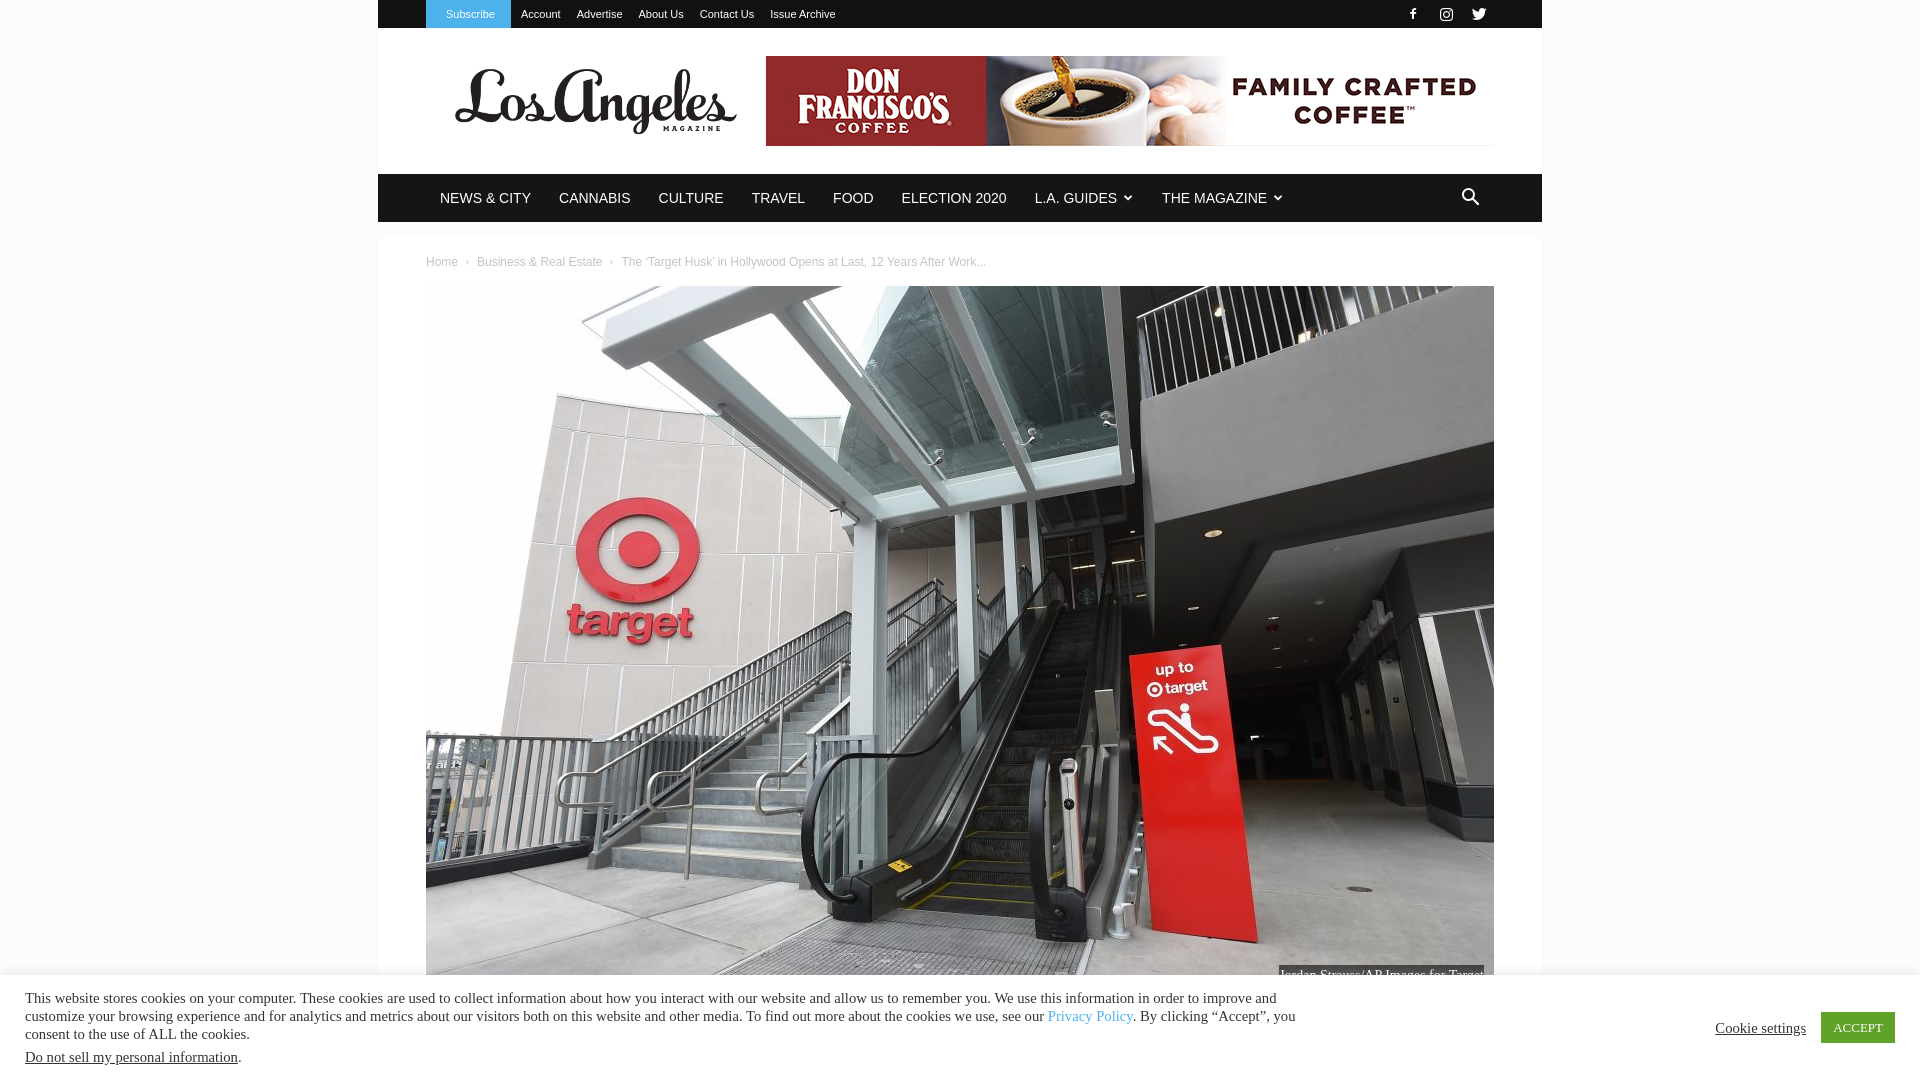 Subscribe Account Advertise About Us Contact Us Issue Archive
Los Angeles
MAGAZINE
DON
FRANCISCO'S
COFFEE
FAMILY CRAFTED
COFFEE™
NEWS & CITY CANNABIS CULTURE TRAVEL FOOD ELECTION 2020 L.A. GUIDES THE MAGAZINE
Home › Business & Real Estate › The ‘Target Husk’ in Hollywood Opens at Last, 12 Years After Work...
target
up to
target
Jordan Strauss/AP Images for Target
This website stores cookies on your computer. These cookies are used to collect information about how you interact with our website and allow us to remember you. We use this information in order to improve and
customize your browsing experience and for analytics and metrics about our visitors both on this website and other media. To find out more about the cookies we use, see our Privacy Policy. By clicking “Accept”, you
consent to the use of ALL the cookies.
Do not sell my personal information.
Cookie settings ACCEPT